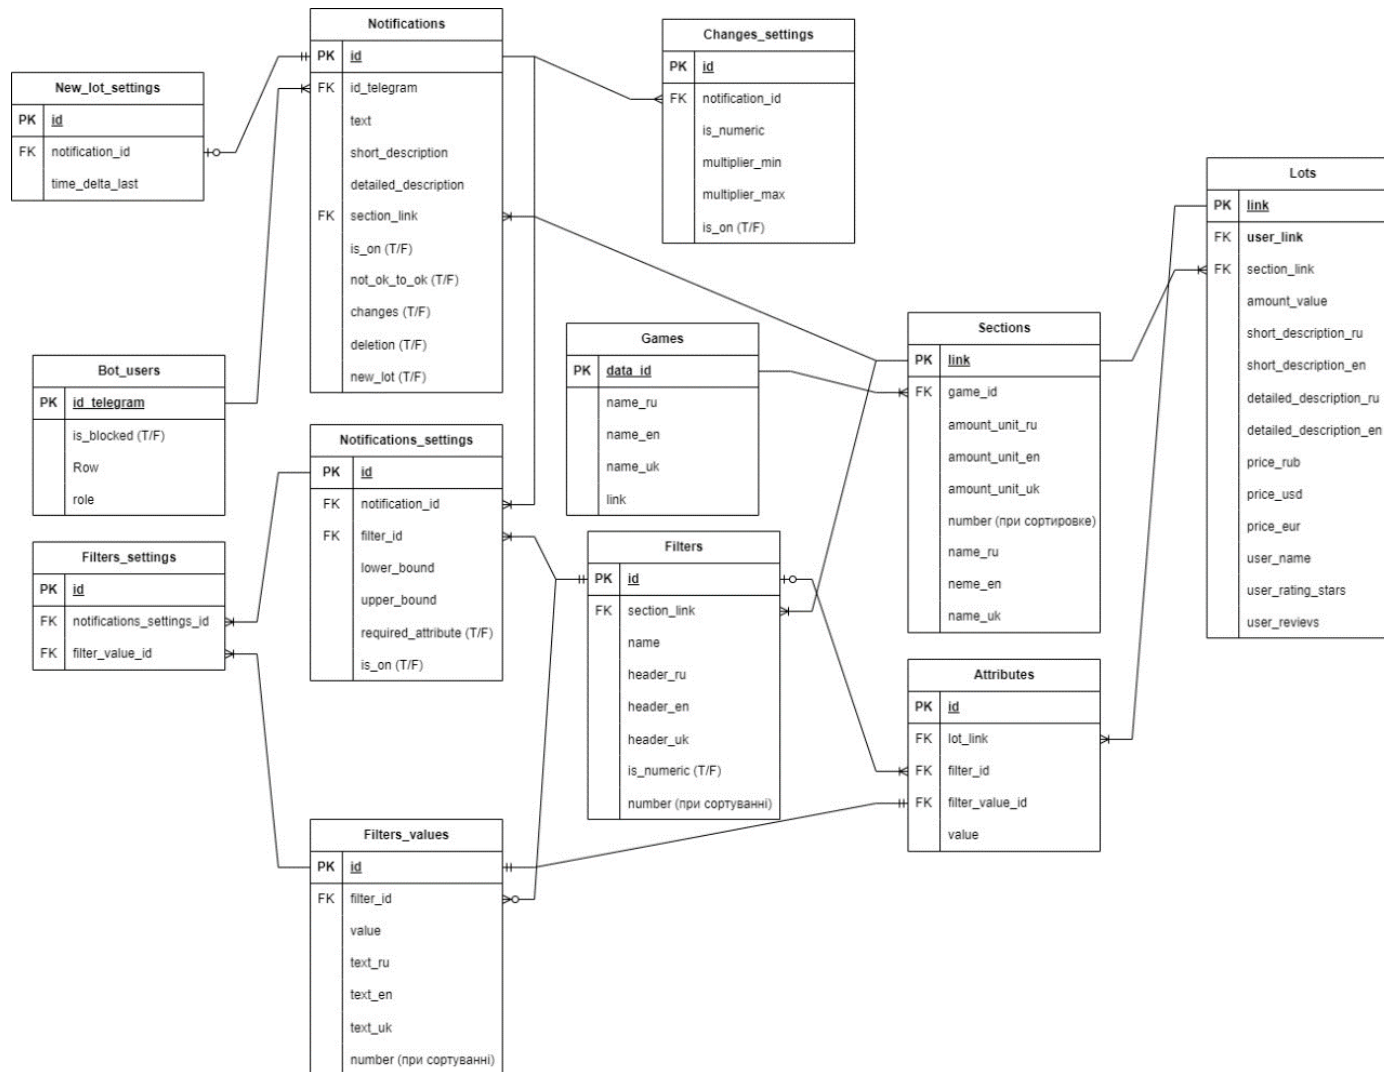 Notifications
PK id
FK id_telegram
text
short_description
detailed_description
FK section_link
is_on (T/F)
not_ok_to_ok (T/F)
changes (T/F)
deletion (T/F)
new_lot (T/F)
Changes_settings
PK id
FK notification_id
is_numeric
multiplier_min
multiplier_max
is_on (T/F)
New_lot_settings
PK id
FK notification_id
time_delta_last
Lots
PK link
FK user_link
FK section_link
amount_value
short_description_ru
short_description_en
detailed_description_ru
detailed_description_en
price_rub
price_usd
price_eur
user_name
user_rating_stars
user_revievs
Bot_users
PK id_telegram
is_blocked (T/F)
Row
role
Games
PK data_id
name_ru
name_en
name_uk
link
Sections
PK link
FK game_id
amount_unit_ru
amount_unit_en
amount_unit_uk
number (при сортировке)
name_ru
neme_en
name_uk
Notifications_settings
PK id
FK notification_id
FK filter_id
lower_bound
upper_bound
required_attribute (T/F)
is_on (T/F)
Filters_settings
PK id
FK notifications_settings_id
FK filter_value_id
Filters
PK id
FK section_link
name
header_ru
header_en
header_uk
is_numeric (T/F)
number (при сортуванні)
Attributes
PK id
FK lot_link
FK filter_id
FK filter_value_id
value
Filters_values
PK id
FK filter_id
value
text_ru
text_en
text_uk
number (при сортуванні)